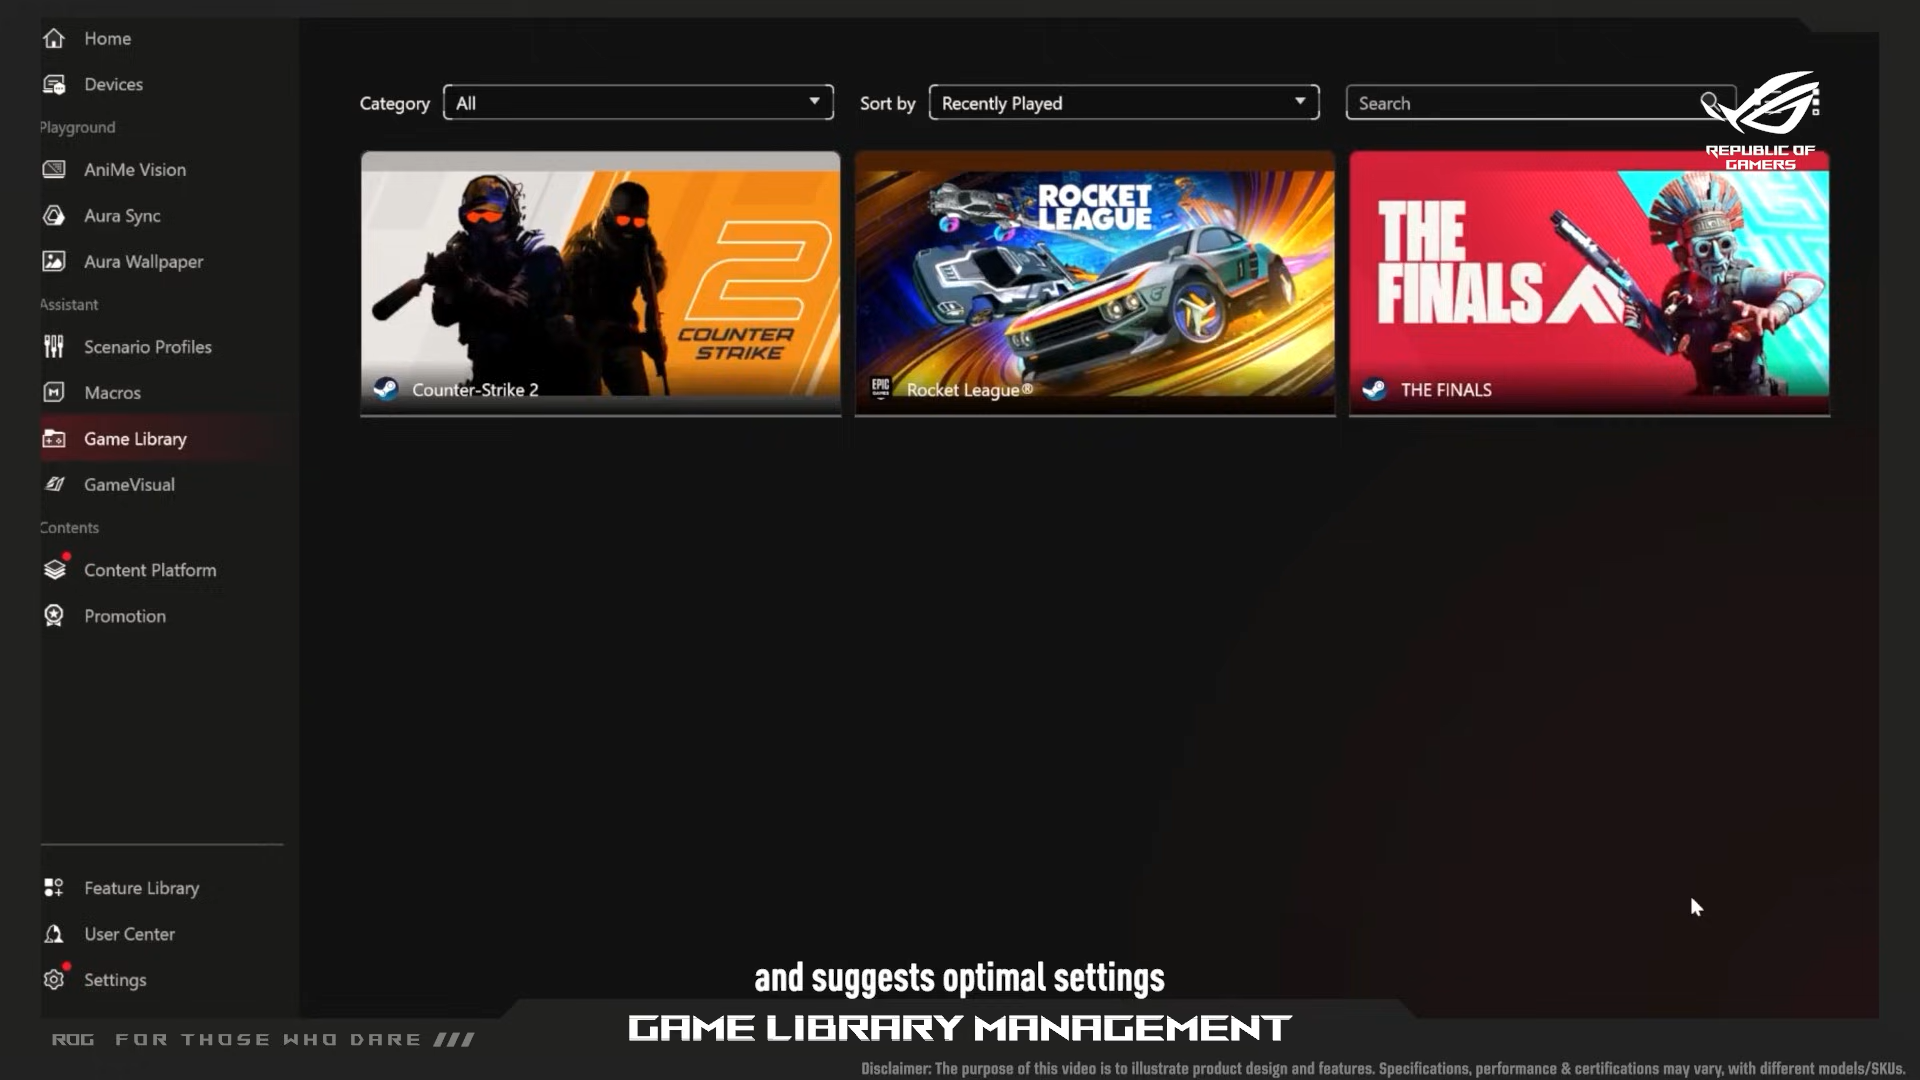 Home
Devices
Playground
AniMe Vision
Aura Sync
Aura Wallpaper
Assistant
Scenario Profiles
Macros
Game Library
GameVisual
Contents
Content Platform
Promotion
Feature Library
User Center
Settings
Category
All
Sort by
Recently Played
Search
REPUBLIC OF
GAMERS
2
COUNTER
STRIKE
Counter-Strike 2
ROCKET
LEAGUE
EPIC
GAMES
Rocket League®
THE
FINALS
THE FINALS
and suggests optimal settings
GAME LIBRARY MANAGEMENT
ROG FOR THOSE WHO DARE ///
Disclaimer: The purpose of this video is to illustrate product design and features. Specifications, performance & certifications may vary, with different models/SKUs.